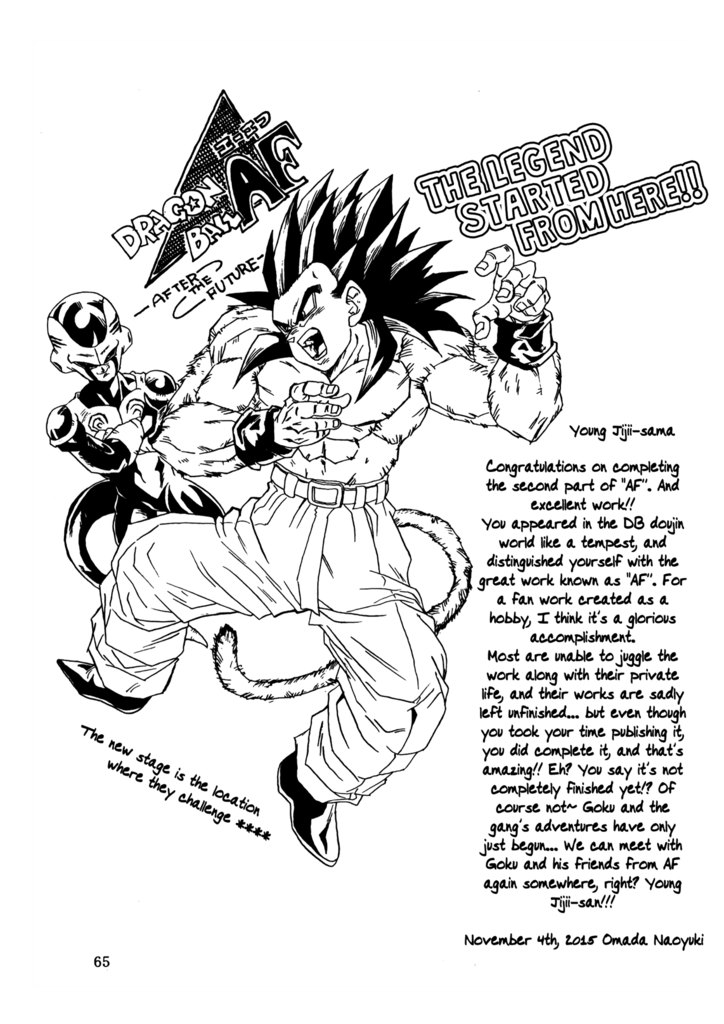 エーエフ
DRAGON
BALL AF
-AFTER
THE
FUTURE-
THE LEGEND
STARTED
FROM HERE!!
Young Jijii-sama
Congratulations on completing
the second part of "AF". And
excellent work!!
You appeared in the DB doujin
world like a tempest, and
distinguished yourself with the
great work known as "AF". For
a fan work created as a
hobby, I think it's a glorious
accomplishment.
Most are unable to juggle the
work along with their private
life, and their works are sadly
left unfinished... but even though
you took your time publishing it,
you did complete it, and that's
amazing!! Eh? You say it's not
completely finished yet!? Of
course not~ Goku and the
gang's adventures have only
just begun... We can meet with
Goku and his friends from AF
again somewhere, right? Young
Jijii-san!!!
November 4th, 2015 Omada Naoyuki
The new stage is the location
where they challenge ****
65